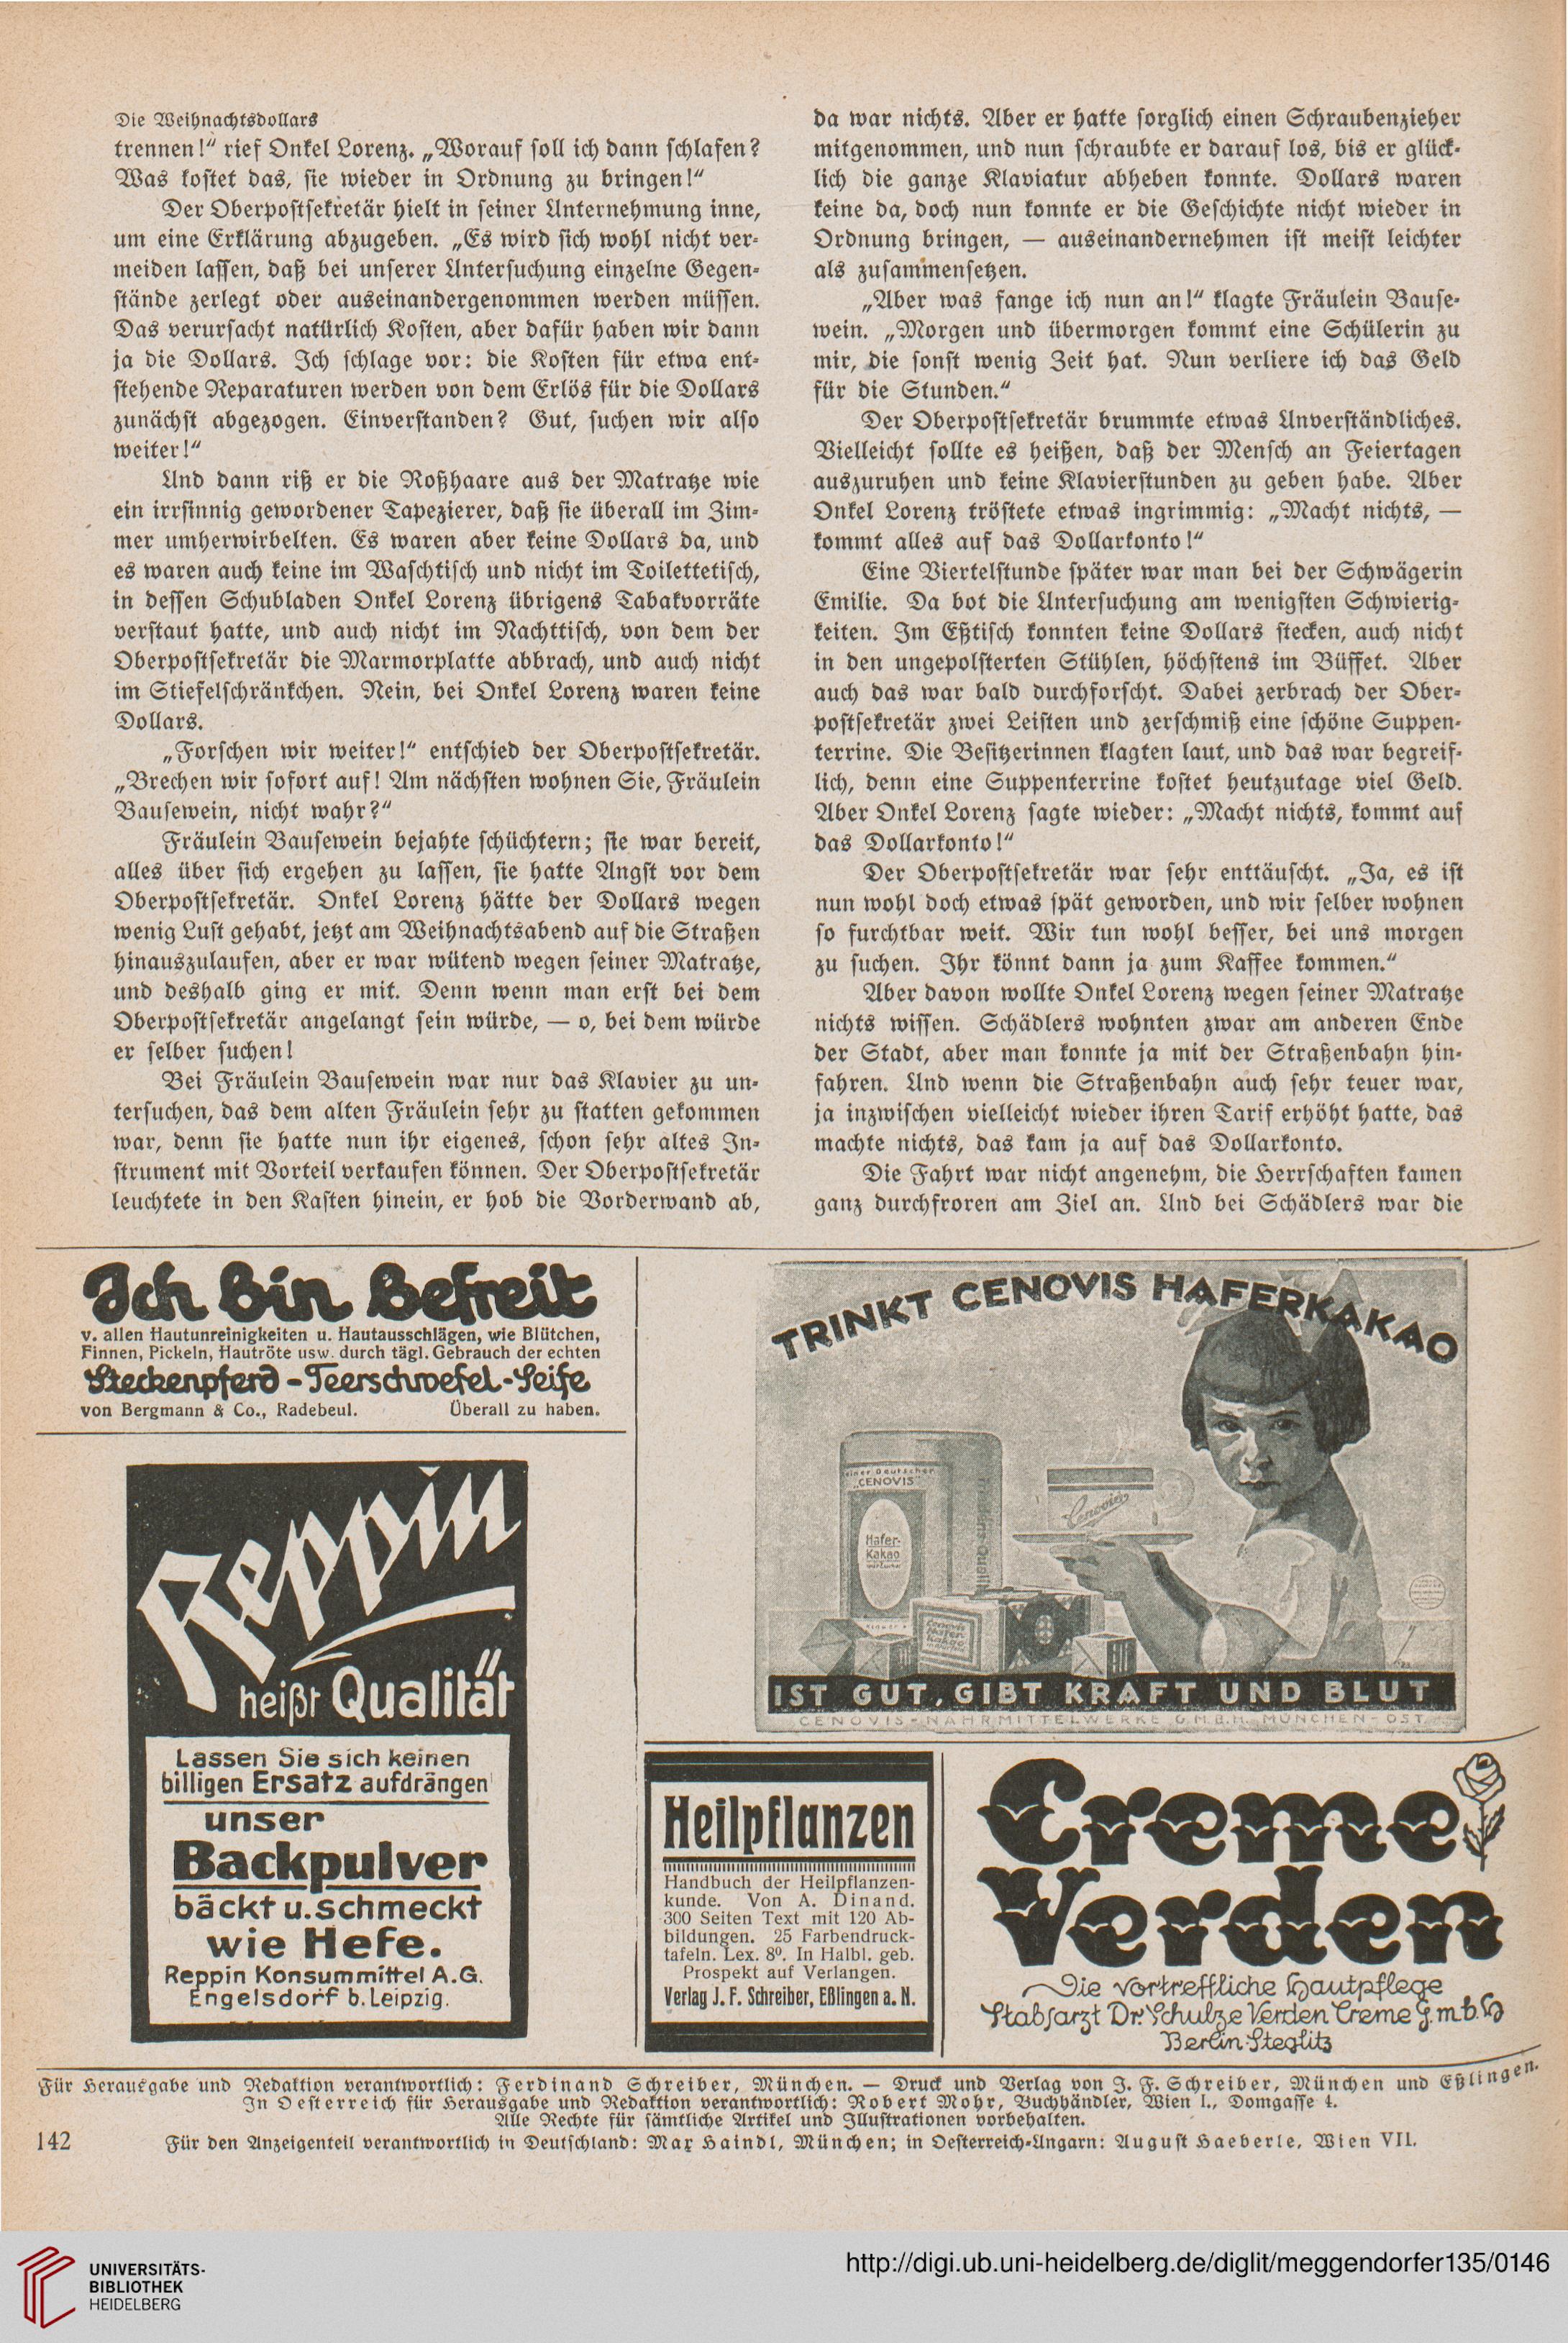 Die Weihnachtsdollars
trennen!“ rief Onkel Lorenz. „Worauf soll ich dann schlafen?
Was kostet das, sie wieder in Ordnung zu bringen!“
Der Oberpostsekretär hielt in seiner Unternehmung inne,
um eine Erklärung abzugeben. „Es wird sich wohl nicht ver-
meiden lassen, daß bei unserer Untersuchung einzelne Gegen-
stände zerlegt oder auseinandergenommen werden müssen.
Das verursacht natürlich Kosten, aber dafür haben wir dann
ja die Dollars. Ich schlage vor: die Kosten für etwa ent-
stehende Reparaturen werden von dem Erlös für die Dollars
zunächst abgezogen. Einverstanden? Gut, suchen wir also
weiter!“
Und dann riß er die Roßhaare aus der Matratze wie
ein irrsinnig gewordener Tapezierer, daß sie überall im Zim-
mer umherwirbelten. Es waren aber keine Dollars da, und
es waren auch keine im Waschtisch und nicht im Toilettetisch,
in dessen Schubladen Onkel Lorenz übrigens Tabakvorräte
verstaut hatte, und auch nicht im Nachttisch, von dem der
Oberpostsekretär die Marmorplatte abbrach, und auch nicht
im Stiefelschränkchen. Nein, bei Onkel Lorenz waren keine
Dollars.
„Forschen wir weiter!“ entschied der Oberpostsekretär.
„Brechen wir sofort auf! Am nächsten wohnen Sie, Fräulein
Bausewein, nicht wahr?“
Fräulein Bausewein bejahte schüchtern; sie war bereit,
alles über sich ergehen zu lassen, sie hatte Angst vor dem
Oberpostsekretär. Onkel Lorenz hätte der Dollars wegen
wenig Lust gehabt, jetzt am Weihnachtsabend auf die Straßen
hinauszulaufen, aber er war wütend wegen seiner Matratze,
und deshalb ging er mit. Denn wenn man erst bei dem
Oberpostsekretär angelangt sein würde, — o, bei dem würde
er selber suchen!
Bei Fräulein Bausewein war nur das Klavier zu un-
tersuchen, das dem alten Fräulein sehr zu statten gekommen
war, denn sie hatte nun ihr eigenes, schon sehr altes In-
strument mit Vorteil verkaufen können. Der Oberpostsekretär
leuchtete in den Kasten hinein, er hob die Vorderwand ab,
da war nichts. Aber er hatte sorglich einen Schraubenzieher
mitgenommen, und nun schraubte er darauf los, bis er glück-
lich die ganze Klaviatur abheben konnte. Dollars waren
keine da, doch nun konnte er die Geschichte nicht wieder in
Ordnung bringen, — auseinandernehmen ist meist leichter
als zusammensetzen.
„Aber was fange ich nun an!“ klagte Fräulein Bause-
wein. „Morgen und übermorgen kommt eine Schülerin zu
mir, die sonst wenig Zeit hat. Nun verliere ich das Geld
für die Stunden.“
Der Oberpostsekretär brummte etwas Unverständliches.
Vielleicht sollte es heißen, daß der Mensch an Feiertagen
auszuruhen und keine Klavierstunden zu geben habe. Aber
Onkel Lorenz tröstete etwas ingrimmig: „Macht nichts, —
kommt alles auf das Dollarkonto!“
Eine Viertelstunde später war man bei der Schwägerin
Emilie. Da bot die Untersuchung am wenigsten Schwierig-
keiten. Im Eßtisch konnten keine Dollars stecken, auch nicht
in den ungepolsterten Stühlen, höchstens im Büffet. Aber
auch das war bald durchforscht. Dabei zerbrach der Ober-
postsekretär zwei Leisten und zerschmiß eine schöne Suppen-
terrine. Die Besitzerinnen klagten laut, und das war begreif-
lich, denn eine Suppenterrine kostet heutzutage viel Geld.
Aber Onkel Lorenz sagte wieder: „Macht nichts, kommt auf
das Dollarkonto!“
Der Oberpostsekretär war sehr enttäuscht. „Ja, es ist
nun wohl doch etwas spät geworden, und wir selber wohnen
so furchtbar weit. Wir tun wohl besser, bei uns morgen
zu suchen. Ihr könnt dann ja zum Kaffee kommen.“
Aber davon wollte Onkel Lorenz wegen seiner Matratze
nichts wissen. Schädlers wohnten zwar am anderen Ende
der Stadt, aber man konnte ja mit der Straßenbahn hin-
fahren. Und wenn die Straßenbahn auch sehr teuer war,
ja inzwischen vielleicht wieder ihren Tarif erhöht hatte, das
machte nichts, das kam ja auf das Dollarkonto.
Die Fahrt war nicht angenehm, die Herrschaften kamen
ganz durchfroren am Ziel an. Und bei Schädlers war die
Ich bin Befreit
v. allen Hautunreinigkeiten u. Hautausschlägen, wie Blütchen,
Finnen, Pickeln, Hautröte usw. durch tägl. Gebrauch der echten
Steckenpferd-Teerschwefel-Seife
von Bergmann & Co., Radebeul. Überall zu haben.
Reppin
heißt Qualität
Lassen Sie sich keinen
billigen Ersatz aufdrängen
unser
Backpulver
bäckt u. schmeckt
wie Hefe.
Reppin Konsummittel A.G.
Engelsdorf b. Leipzig.
TRINKT CENOVIS HAFERKAKAO
„CENOVIS“
Hafer-
Kakao
Cenovis
Cenovis
Hafer
Kakao
IST GUT, GIBT KRAFT UND BLUT
CENOVIS-NÄHRMITTELWERKE G.M.B.H. MÜNCHEN-OST
Heilpflanzen
Handbuch der Heilpflanzen-
kunde. Von A. Dinand.
300 Seiten Text mit 120 Ab-
bildungen. 25 Farbendruck-
tafeln. Lex. 8⁰. In Halbl. geb.
Prospekt auf Verlangen.
Verlag J. F. Schreiber, Eßlingen a. N.
Creme
Verden
Die vortreffliche Hautpflege
Stabsarzt Dr. Schulze Verden Creme G.m.b.H
Berlin-Steglitz
Für Herausgabe und Redaktion verantwortlich: Ferdinand Schreiber, München. — Druck und Verlag von J. F. Schreiber, München und Eßlingen.
In Oesterreich für Herausgabe und Redaktion verantwortlich: Robert Mohr, Buchhändler, Wien I., Domgasse 4.
Alle Rechte für sämtliche Artikel und Illustrationen vorbehalten.
142 Für den Anzeigenteil verantwortlich in Deutschland: Max Haindl, München; in Oesterreich-Ungarn: August Haeberle, Wien VII.
UNIVERSITÄTS-
BIBLIOTHEK
HEIDELBERG
http://digi.ub.uni-heidelberg.de/diglit/meggendorfer135/0146